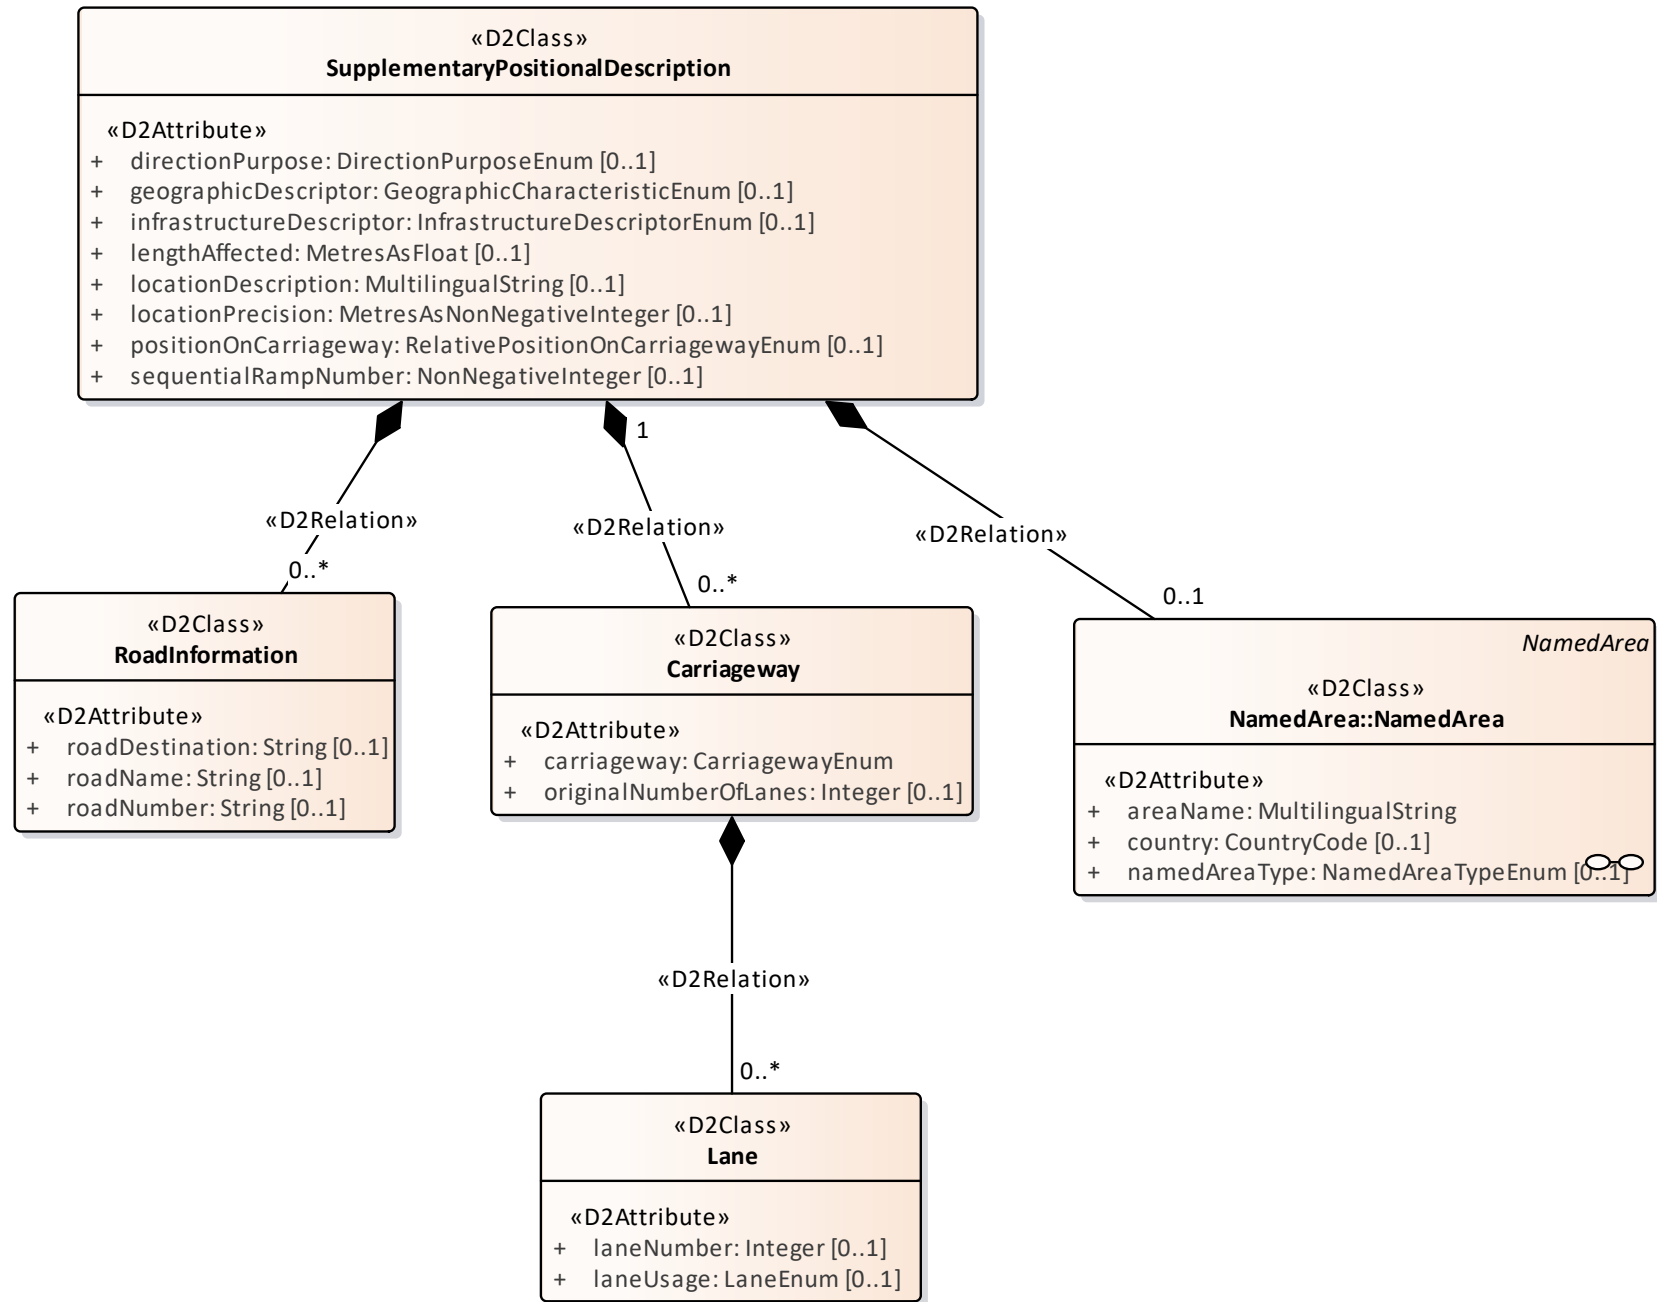 «D2Class»
SupplementaryPositionalDescription
«D2Attribute»
+ directionPurpose: DirectionPurposeEnum [0..1]
+ geographicDescriptor: GeographicCharacteristicEnum [0..1]
+ infrastructureDescriptor: InfrastructureDescriptorEnum [0..1]
+ lengthAffected: MetresAsFloat [0..1]
+ locationDescription: MultilingualString [0..1]
+ locationPrecision: MetresAsNonNegativeInteger [0..1]
+ positionOnCarriageway: RelativePositionOnCarriagewayEnum [0..1]
+ sequentialRampNumber: NonNegativeInteger [0..1]
1
«D2Relation»
«D2Relation»
«D2Relation»
0..*
0..*
0..1
«D2Class»
RoadInformation
«D2Attribute»
+ roadDestination: String [0..1]
+ roadName: String [0..1]
+ roadNumber: String [0..1]
«D2Class»
Carriageway
«D2Attribute»
+ carriageway: CarriagewayEnum
+ originalNumberOfLanes: Integer [0..1]
NamedArea
«D2Class»
NamedArea::NamedArea
«D2Attribute»
+ areaName: MultilingualString
+ country: CountryCode [0..1]
+ namedAreaType: NamedAreaTypeEnum [0..1]
«D2Relation»
0..*
«D2Class»
Lane
«D2Attribute»
+ laneNumber: Integer [0..1]
+ laneUsage: LaneEnum [0..1]